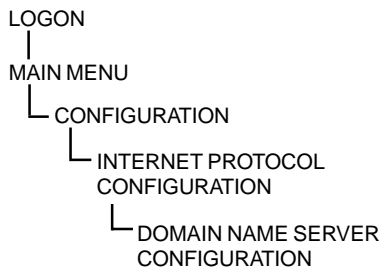 LOGON
MAIN MENU
CONFIGURATION
INTERNET PROTOCOL
CONFIGURATION
DOMAIN NAME SERVER
CONFIGURATION